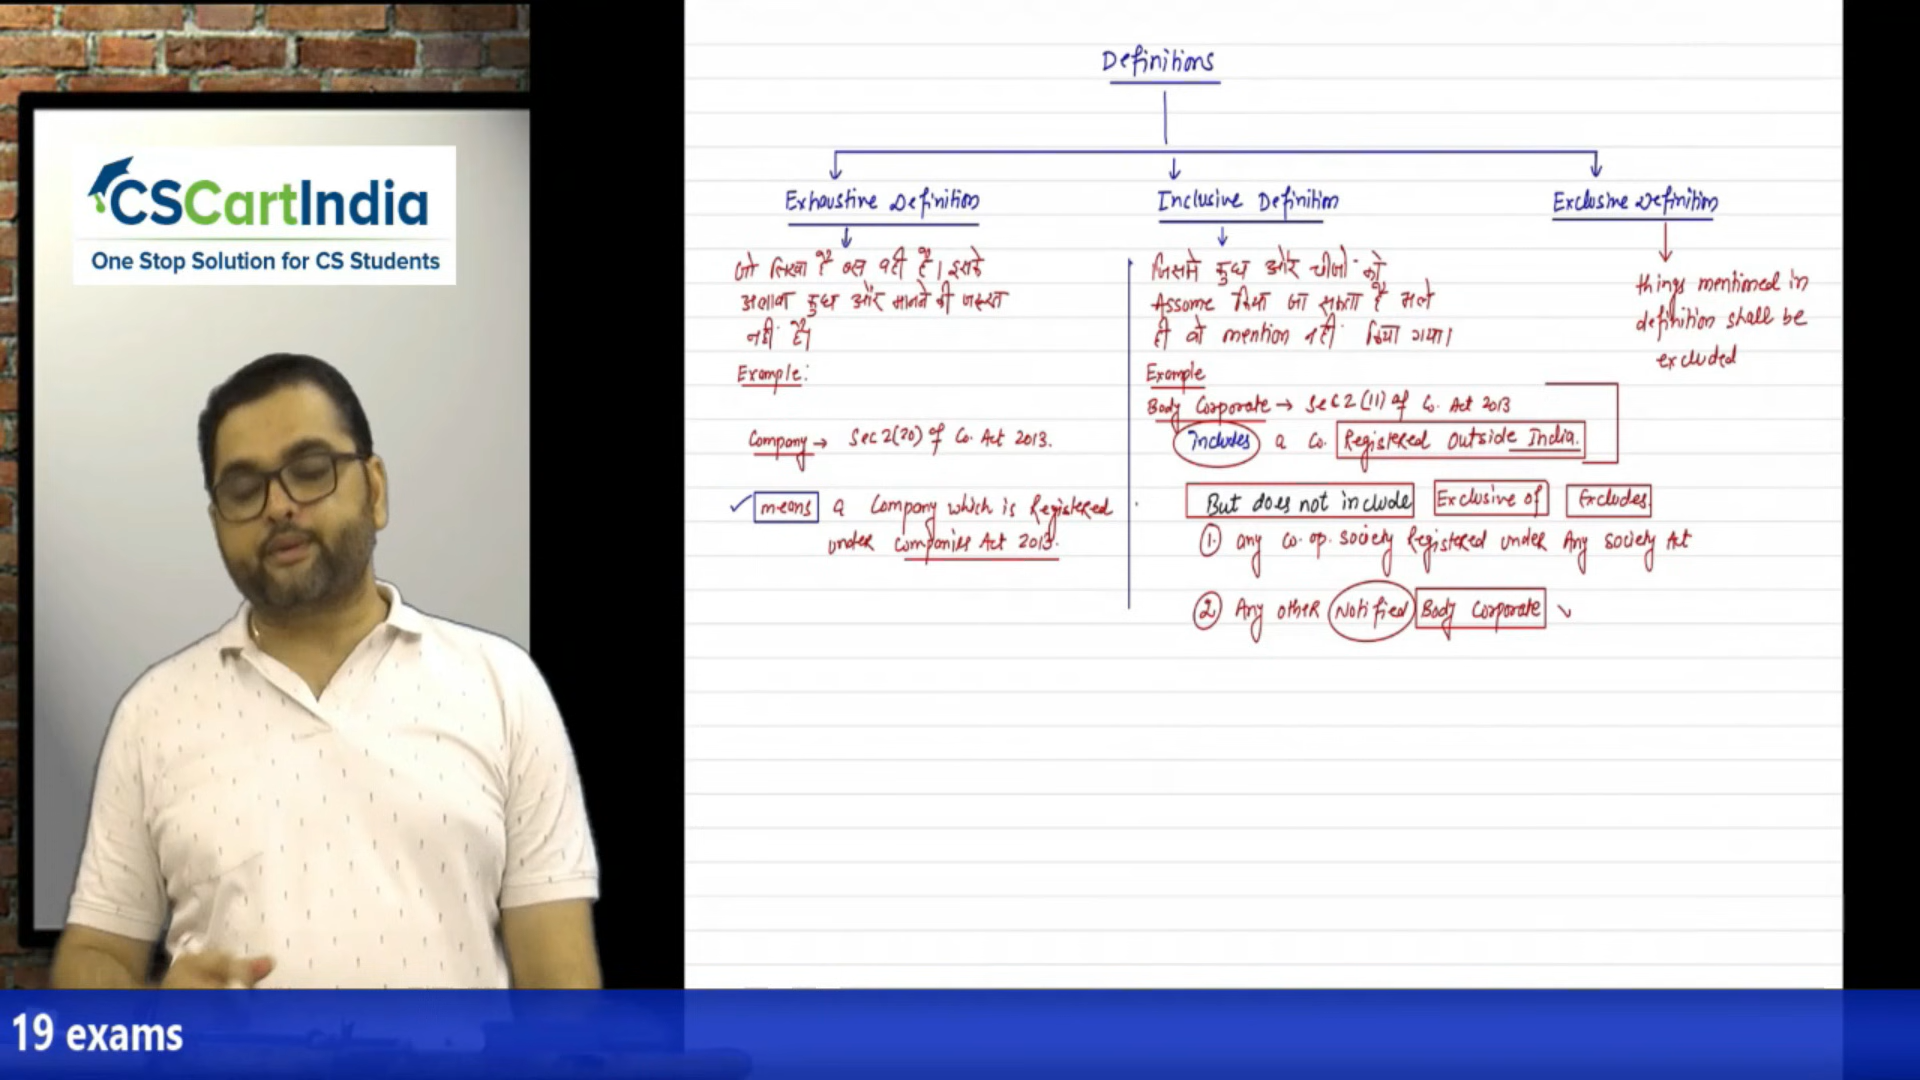 CSCartIndia
One Stop Solution for CS Students
Definitions
Exhaustive Definition
जो लिखा है बस वही है। इसके
अलावा कुछ और मानने की जरूरत
नहीं है।
Example:
Company → Sec 2(20) of Co. Act 2013.
means a Company which is Registered
under Companies Act 2013.
Inclusive Definition
जिसमे कुछ और चीजो को
Assume किया जा सकता है भले
ही वो mention नही किया गया।
Example
Body Corporate → Sec 2(11) of Co. Act 2013
Includes a Co. Registered Outside India.
But does not include Exclusive of Excludes
1. any Co. op. society Registered under Any society Act
2. Any other Notified Body Corporate
Exclusive Definition
things mentioned in
definition shall be
excluded
19 exams